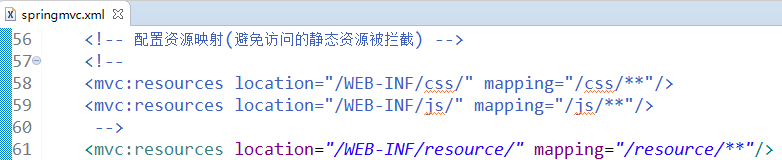 springmvc.xml
56 <!-- 配置资源映射(避免访问的静态资源被拦截) -->
57 <!--
58 <mvc:resources location="/WEB-INF/css/" mapping="/css/**"/>
59 <mvc:resources location="/WEB-INF/js/" mapping="/js/**"/>
60 -->
61 <mvc:resources location="/WEB-INF/resource/" mapping="/resource/**"/>